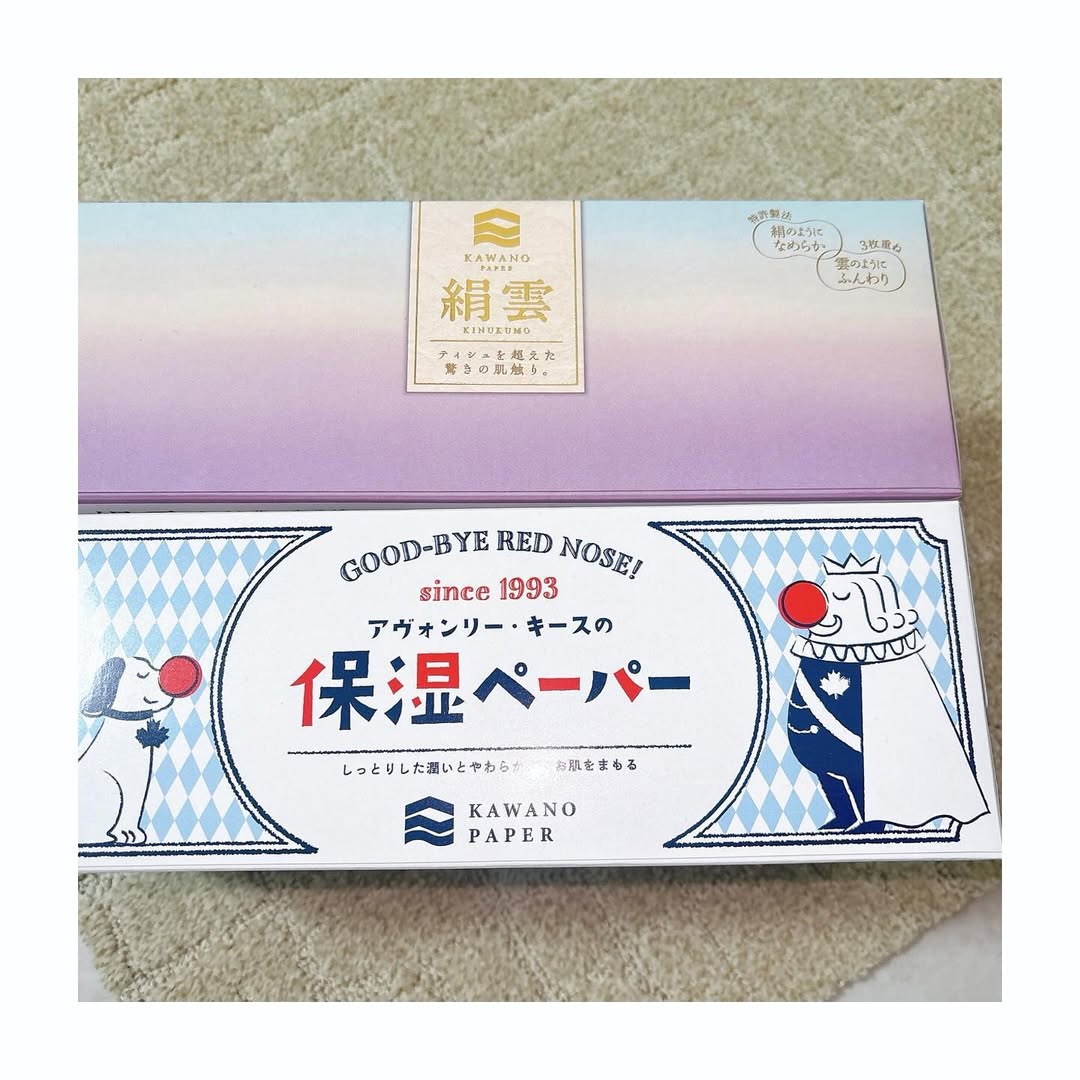 KAWANO
PAPER
絹雲
KINUKUMO
ティシュを超えた
驚きの肌触り。
特許製法
絹のように
なめらか
3枚重ね
雲のように
ふんわり
GOOD-BYE RED NOSE!
since 1993
アヴォンリー・キースの
保湿ペーパー
しっとりした潤いとやわらか お肌をまもる
KAWANO
PAPER